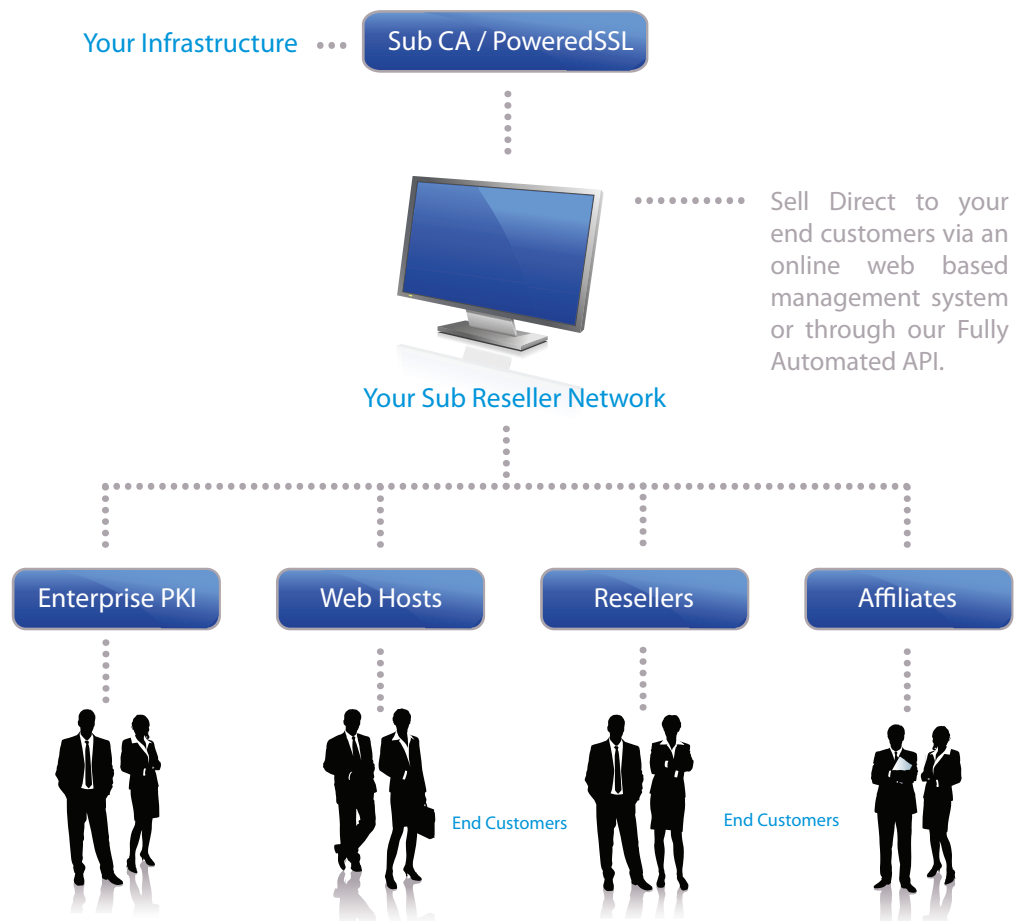 Your Infrastructure
Sub CA / PoweredSSL
Sell Direct to your
end customers via an
online web based
management system
or through our Fully
Automated API.
Your Sub Reseller Network
Enterprise PKI
Web Hosts
Resellers
Affiliates
End Customers
End Customers